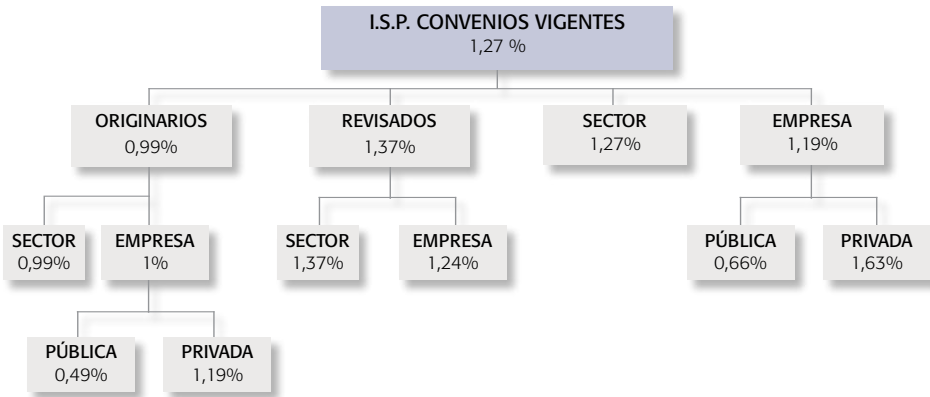 I.S.P. CONVENIOS VIGENTES
1,27 %
ORIGINARIOS
0,99%
REVISADOS
1,37%
SECTOR
1,27%
EMPRESA
1,19%
SECTOR
0,99%
EMPRESA
1%
SECTOR
1,37%
EMPRESA
1,24%
PÚBLICA
0,66%
PRIVADA
1,63%
PÚBLICA
0,49%
PRIVADA
1,19%